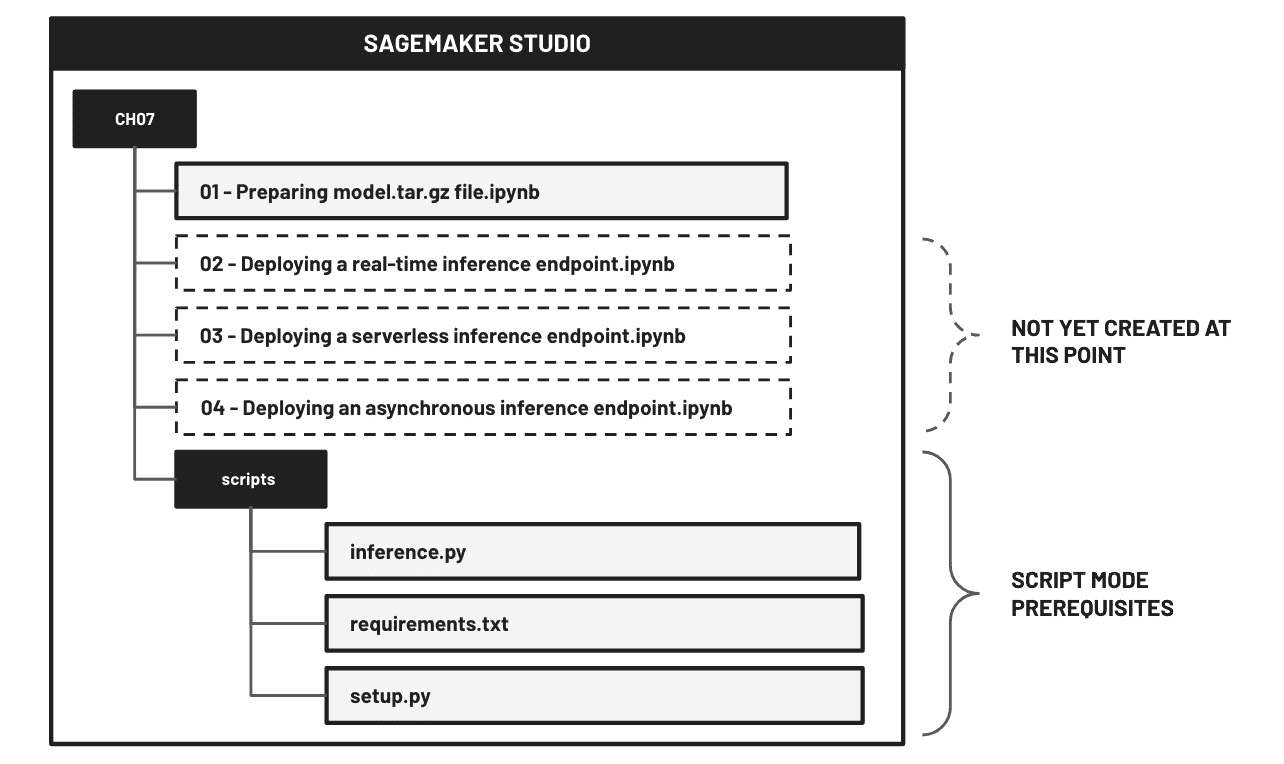 SAGEMAKER STUDIO
CH07
01 - Preparing model.tar.gz file.ipynb
02 - Deploying a real-time inference endpoint.ipynb
03 - Deploying a serverless inference endpoint.ipynb
04 - Deploying an asynchronous inference endpoint.ipynb
NOT YET CREATED AT
THIS POINT
scripts
inference.py
requirements.txt
setup.py
SCRIPT MODE
PREREQUISITES